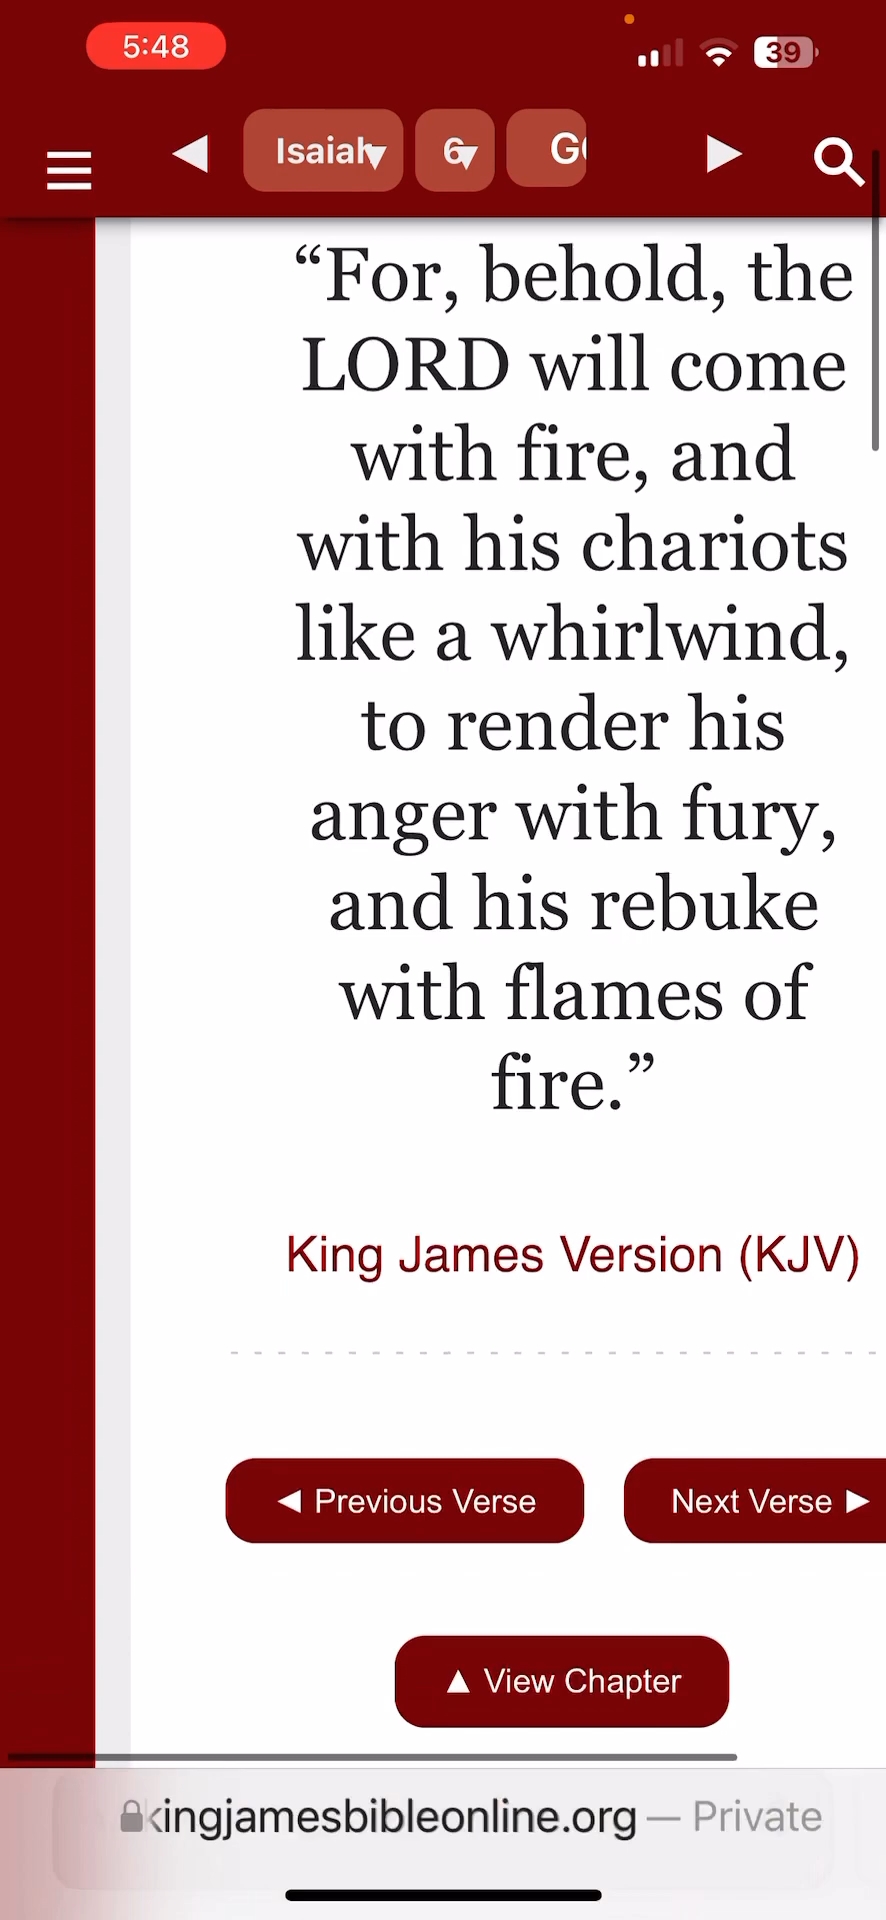 5:48
39
Isaiah 6 G
“For, behold, the
LORD will come
with fire, and
with his chariots
like a whirlwind,
to render his
anger with fury,
and his rebuke
with flames of
fire.”
King James Version (KJV)
◀ Previous Verse
Next Verse ▶
▲ View Chapter
kingjamesbibleonline.org — Private